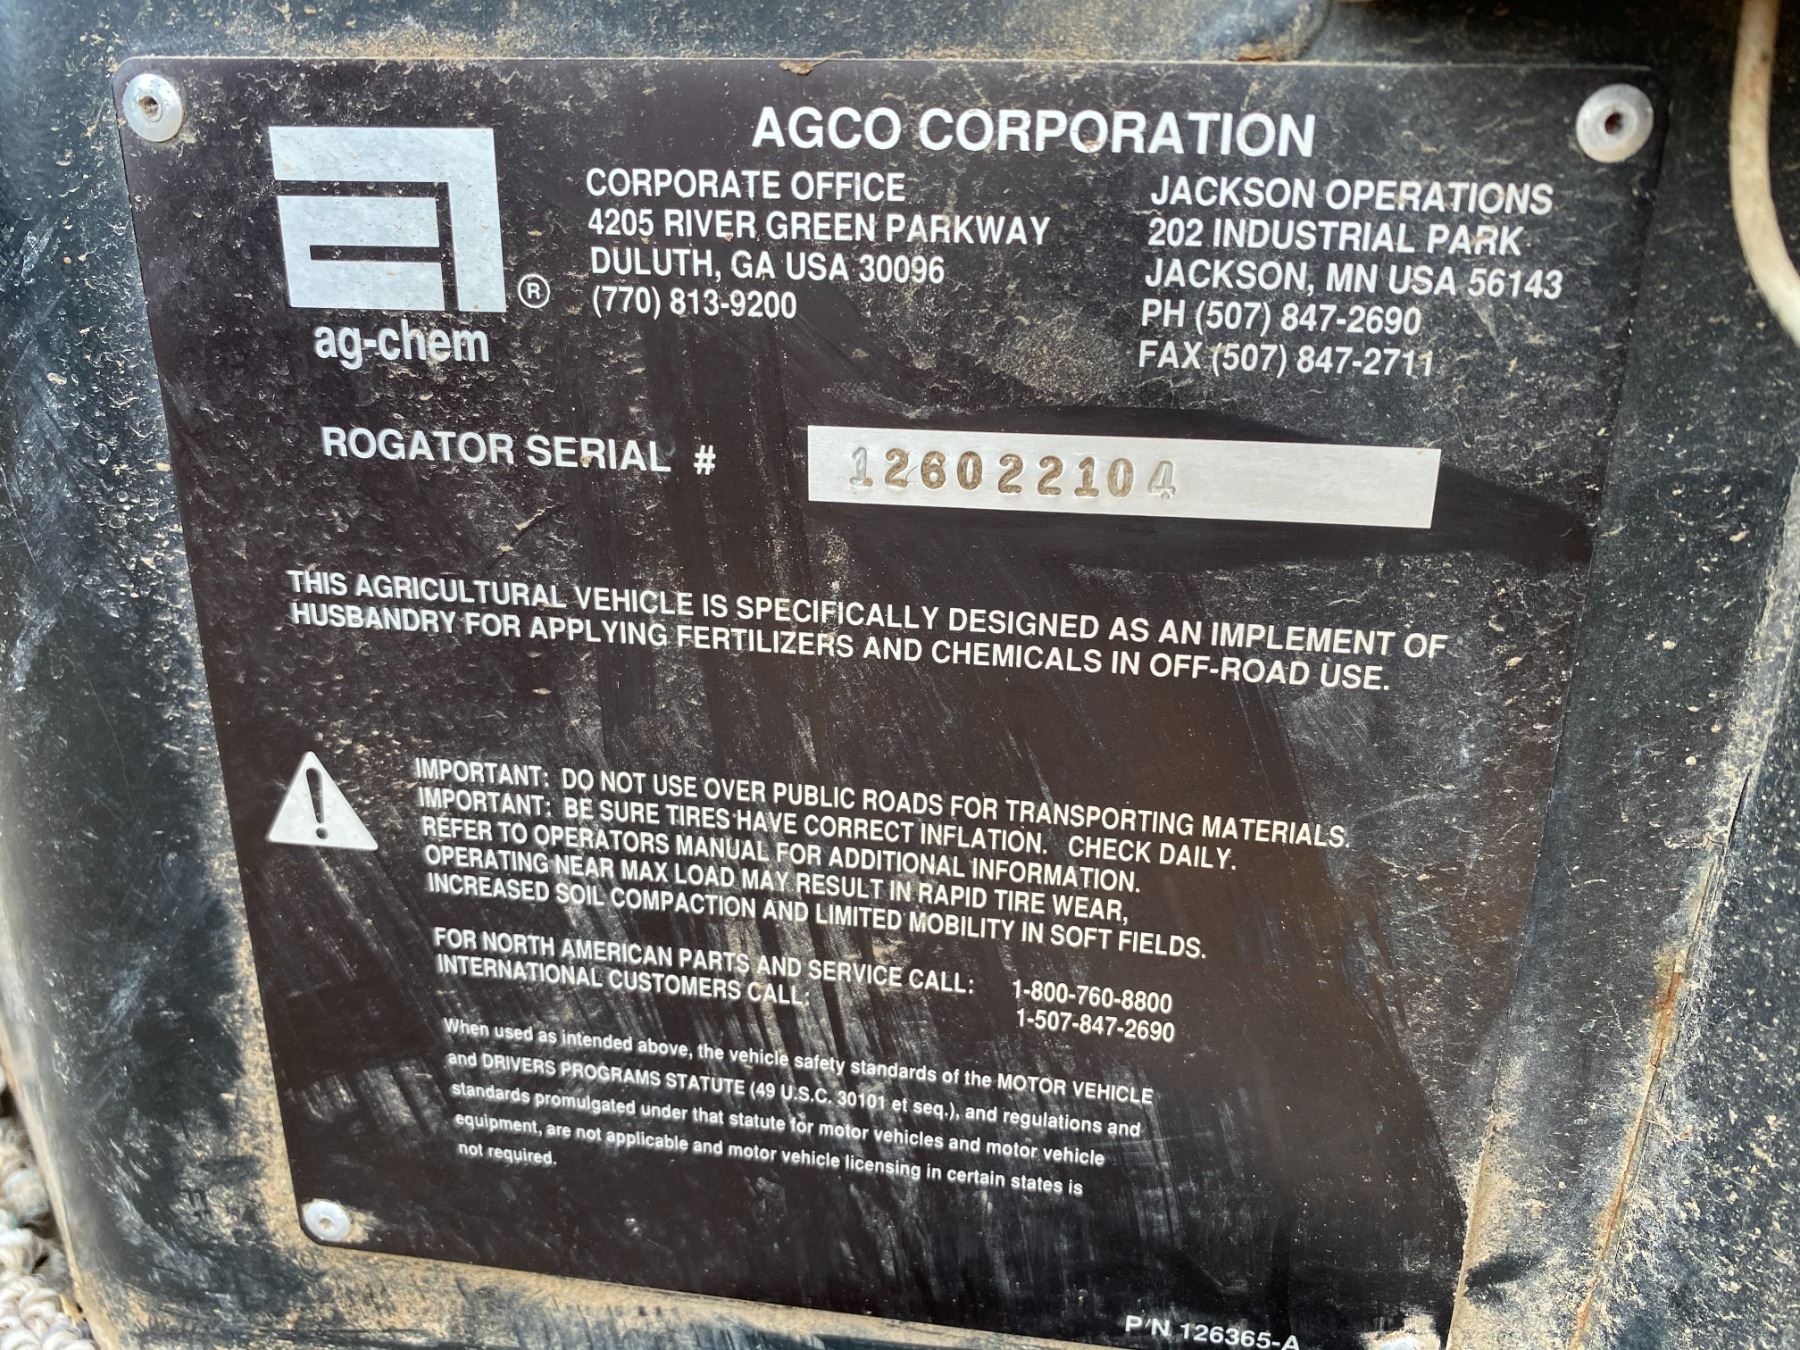 AGCO CORPORATION
ag-chem
®
CORPORATE OFFICE
4205 RIVER GREEN PARKWAY
DULUTH, GA USA 30096
(770) 813-9200
JACKSON OPERATIONS
202 INDUSTRIAL PARK
JACKSON, MN USA 56143
PH (507) 847-2690
FAX (507) 847-2711
ROGATOR SERIAL # 126022104
THIS AGRICULTURAL VEHICLE IS SPECIFICALLY DESIGNED AS AN IMPLEMENT OF
HUSBANDRY FOR APPLYING FERTILIZERS AND CHEMICALS IN OFF-ROAD USE.
IMPORTANT: DO NOT USE OVER PUBLIC ROADS FOR TRANSPORTING MATERIALS.
IMPORTANT: BE SURE TIRES HAVE CORRECT INFLATION. CHECK DAILY.
REFER TO OPERATORS MANUAL FOR ADDITIONAL INFORMATION.
OPERATING NEAR MAX LOAD MAY RESULT IN RAPID TIRE WEAR,
INCREASED SOIL COMPACTION AND LIMITED MOBILITY IN SOFT FIELDS.
FOR NORTH AMERICAN PARTS AND SERVICE CALL: 1-800-760-8800
INTERNATIONAL CUSTOMERS CALL: 1-507-847-2690
When used as intended above, the vehicle safety standards of the MOTOR VEHICLE
and DRIVERS PROGRAMS STATUTE (49 U.S.C. 30101 et seq.), and regulations and
standards promulgated under that statute for motor vehicles and motor vehicle
equipment, are not applicable and motor vehicle licensing in certain states is
not required.
P/N 126365-A